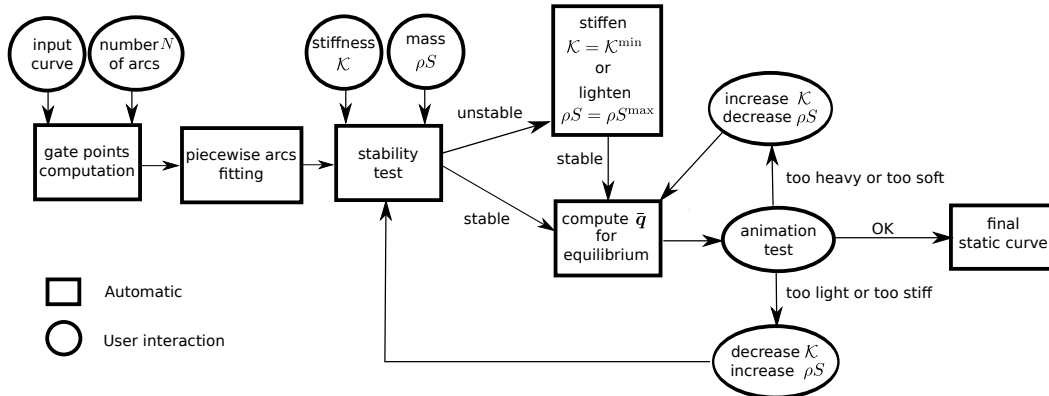 input
curve
number N
of arcs
stiffness
𝒦
mass
ρS
gate points
computation
piecewise arcs
fitting
stability
test
unstable
stable
stiffen
𝒦 = 𝒦^min
or
lighten
ρS = ρS^max
stable
compute q̄
for
equilibrium
increase 𝒦
decrease ρS
too heavy or too soft
animation
test
OK
final
static curve
too light or too stiff
decrease 𝒦
increase ρS
Automatic
User interaction